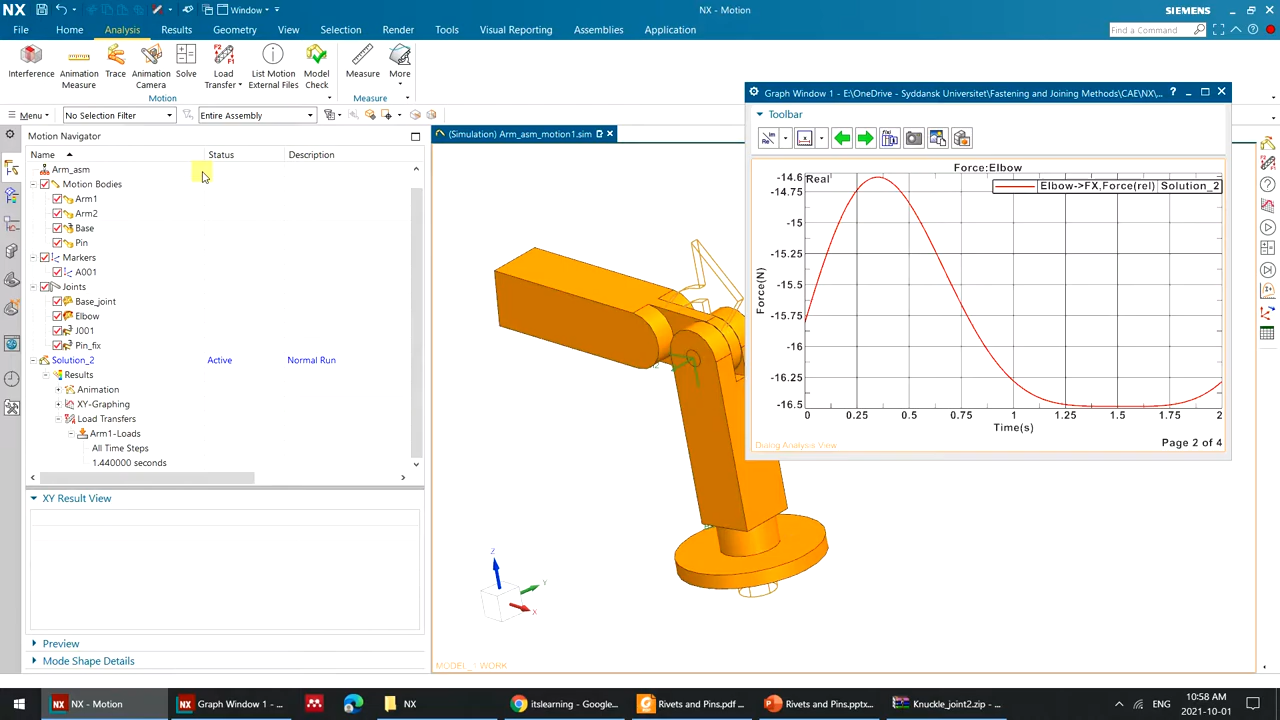 NX
Window
NX - Motion
SIEMENS
File
Home
Analysis
Results
Geometry
View
Selection
Render
Tools
Visual Reporting
Assemblies
Application
Find a Command
Interference
Animation
Measure
Trace
Animation
Camera
Solve
Load
Transfer
List Motion
External Files
Model
Check
Measure
More
Motion
Measure
Menu
No Selection Filter
Entire Assembly
Motion Navigator
Name
Status
Description
Arm_asm
Motion Bodies
Arm1
Arm2
Base
Pin
Markers
A001
Joints
Base_joint
Elbow
J001
Pin_fix
Solution_2 Active Normal Run
Results
Animation
XY-Graphing
Load Transfers
Arm1-Loads
All Time Steps
1.440000 seconds
XY Result View
Preview
Mode Shape Details
(Simulation) Arm_asm_motion1.sim
Z
Y
X
MODEL_1 WORK
Graph Window 1 - E:\OneDrive - Syddansk Universitet\Fastening and Joining Methods\CAE\NX\...
Toolbar
Force:Elbow
Real
Elbow->FX,Force(rel) Solution_2
-14.6
-14.75
-15
-15.25
-15.5
-15.75
-16
-16.25
-16.5
Force(N)
0 0.25 0.5 0.75 1 1.25 1.5 1.75 2
Time(s)
Dialog Analysis View
Page 2 of 4
NX - Motion
Graph Window 1 - ...
NX
itslearning - Google...
Rivets and Pins.pdf ...
Rivets and Pins.pptx...
Knuckle_joint2.zip - ...
ENG
10:58 AM
2021-10-01